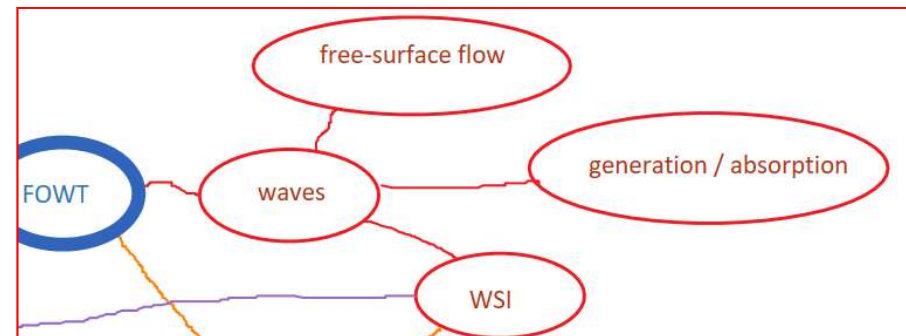 free-surface flow
generation / absorption
FOWT
waves
WSI